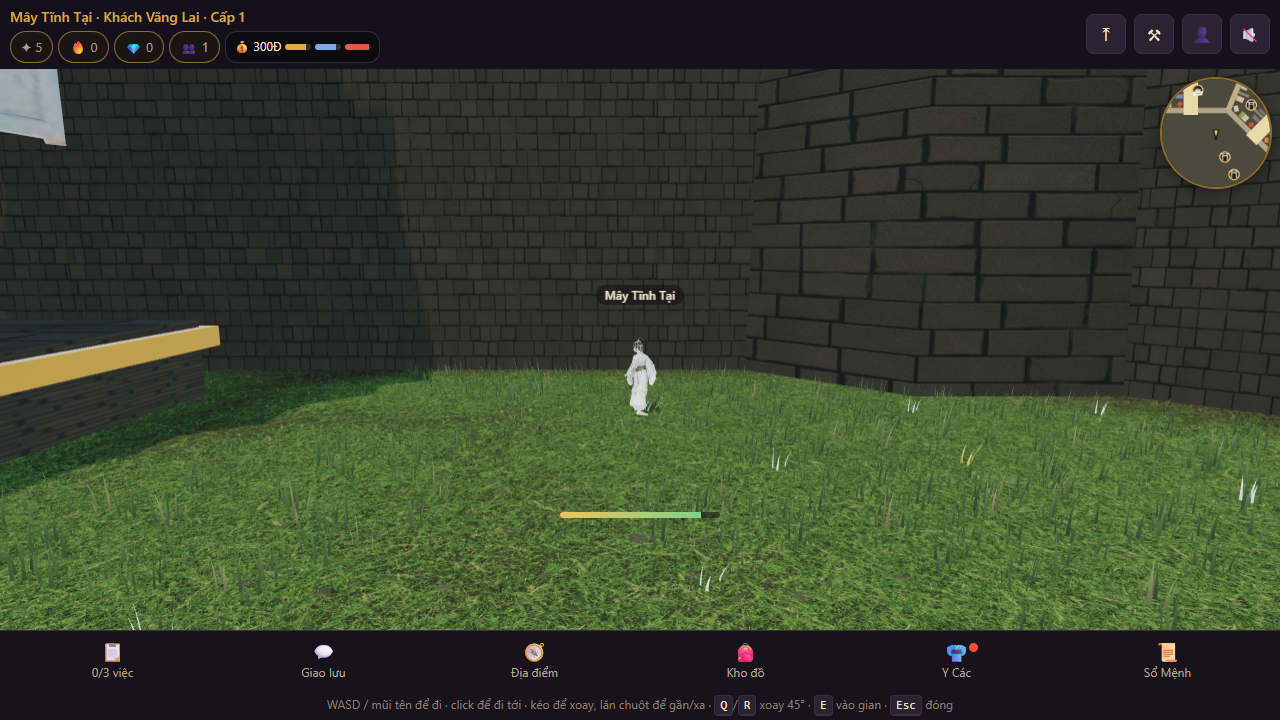 Mây Tĩnh Tại · Khách Vãng Lai · Cấp 1
5 0 0 1 300Đ
Mây Tĩnh Tại
0/3 việc
Giao lưu
Địa điểm
Kho đồ
Y Các
Sổ Mệnh
WASD / mũi tên để đi · click để đi tới · kéo để xoay, lăn chuột để gần/xa · Q / R xoay 45° · E vào gian · Esc đóng